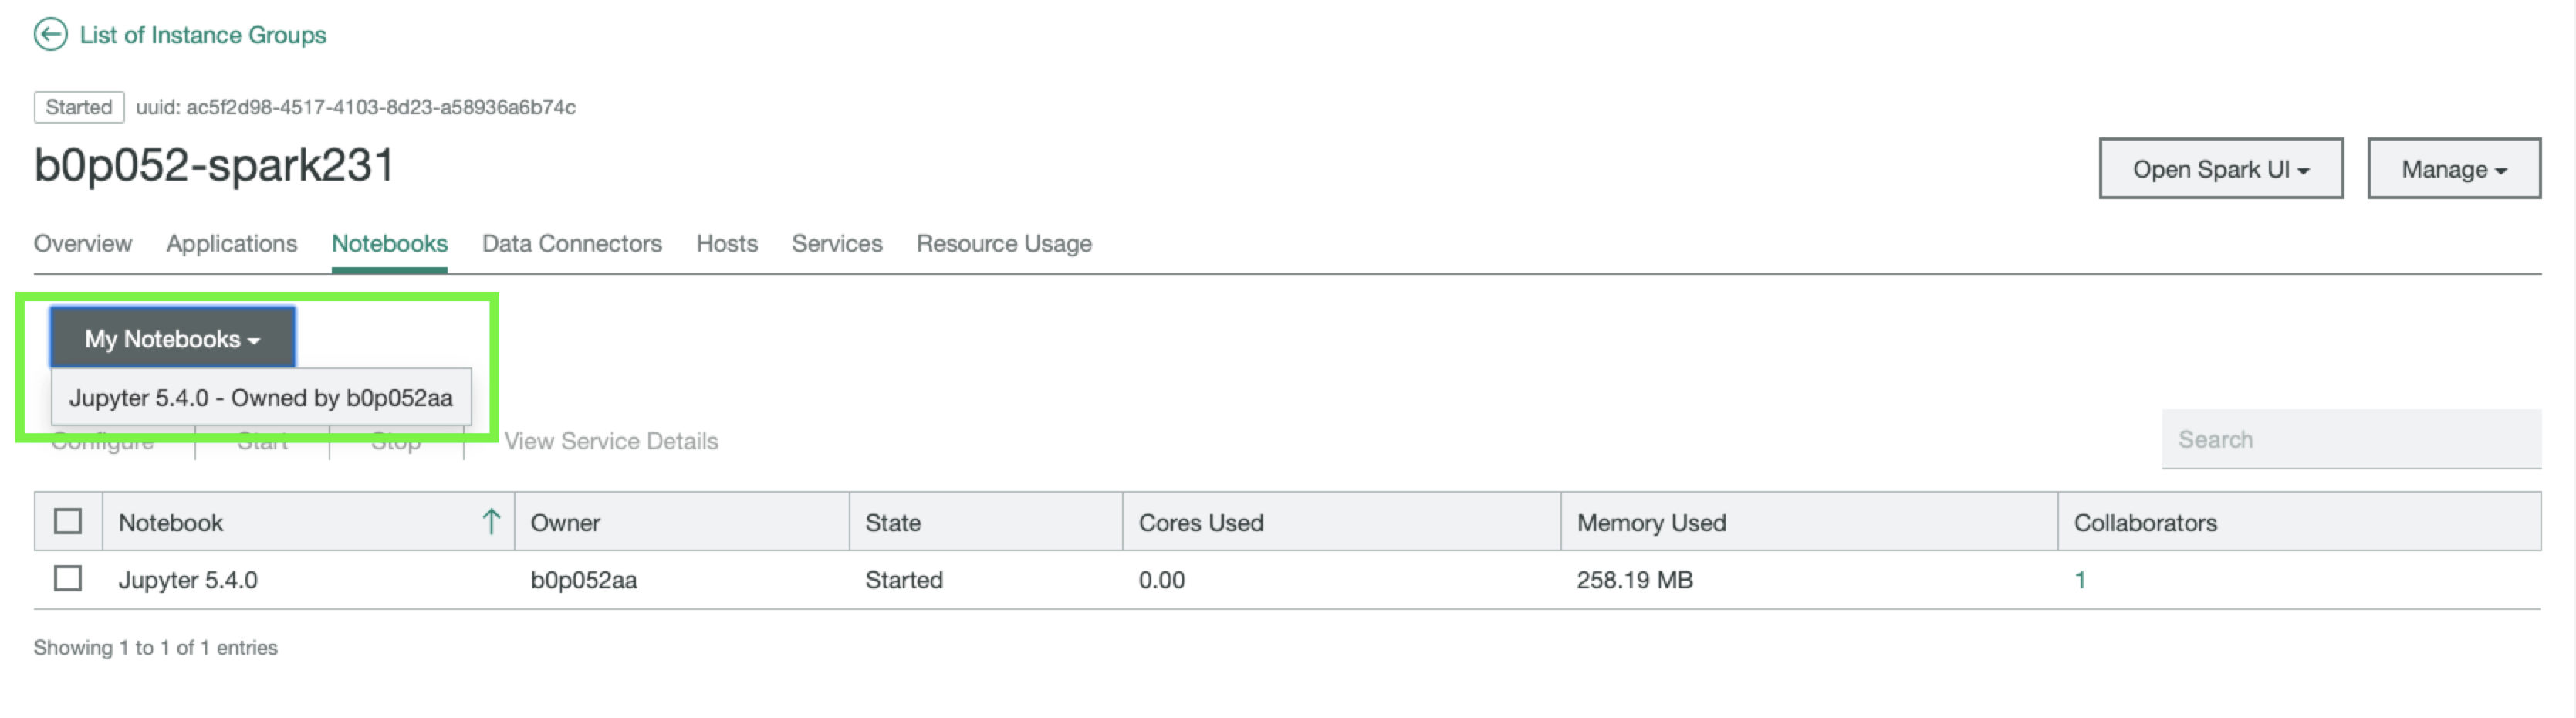 List of Instance Groups
Started uuid: ac5f2d98-4517-4103-8d23-a58936a6b74c
b0p052-spark231
Open Spark UI Manage
Overview Applications Notebooks Data Connectors Hosts Services Resource Usage
My Notebooks
Jupyter 5.4.0 - Owned by b0p052aa
Configure Start Stop View Service Details Search
Notebook Owner State Cores Used Memory Used Collaborators
Jupyter 5.4.0 b0p052aa Started 0.00 258.19 MB 1
Showing 1 to 1 of 1 entries